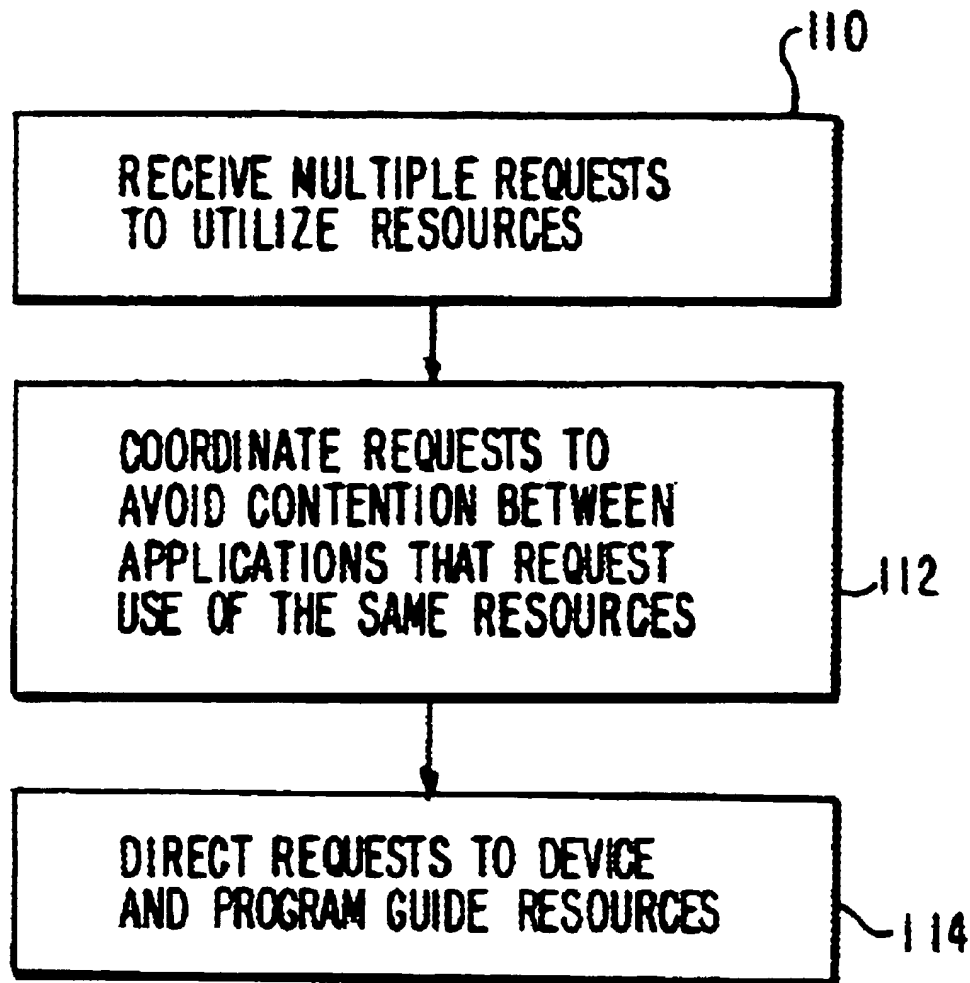 110
RECEIVE MULTIPLE REQUESTS
TO UTILIZE RESOURCES
COORDINATE REQUESTS TO
AVOID CONTENTION BETWEEN
APPLICATIONS THAT REQUEST
USE OF THE SAME RESOURCES
112
DIRECT REQUESTS TO DEVICE
AND PROGRAM GUIDE RESOURCES
114